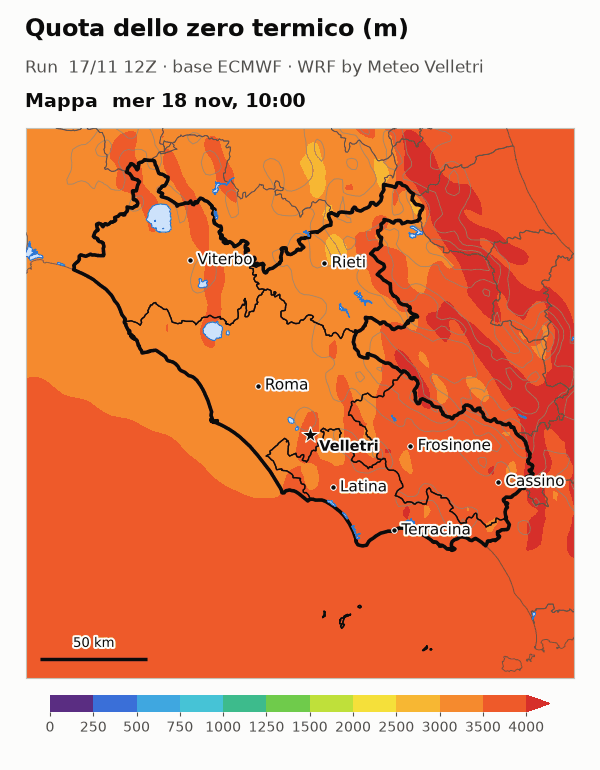 Quota dello zero termico (m)
Run  17/11 12Z · base ECMWF · WRF by Meteo Velletri
Mappa  mer 18 nov, 10:00
Viterbo
Rieti
Roma
Velletri
Frosinone
Cassino
Latina
Terracina
50 km
0 250 500 750 1000 1250 1500 2000 2500 3000 3500 4000